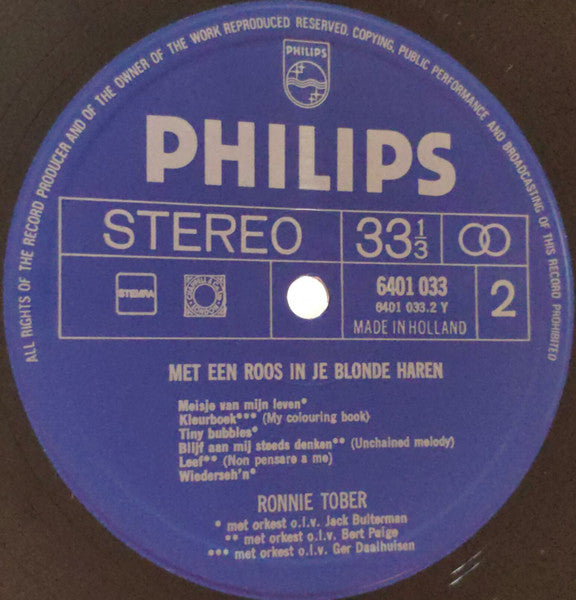 ALL RIGHTS OF THE RECORD PRODUCER AND OF THE OWNER OF THE WORK REPRODUCED RESERVED. COPYING, PUBLIC PERFORMANCE AND BROADCASTING OF THIS RECORD PROHIBITED
PHILIPS
PHILIPS
STEREO 33⅓
6401 033
STEMRA 6401 033.2 Y 2
MADE IN HOLLAND
MET EEN ROOS IN JE BLONDE HAREN
Meisje van mijn leven*
Kleurboek*** (My colouring book)
Tiny bubbles*
Blijf aan mij steeds denken** (Unchained melody)
Leef** (Non pensare a me)
Wiederseh'n*
RONNIE TOBER
* met orkest o.l.v. Jack Bulterman
** met orkest o.l.v. Bert Paige
*** met orkest o.l.v. Ger Daalhuisen